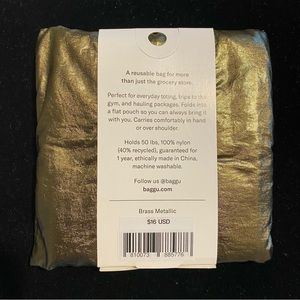 A reusable bag for more
than just the grocery store.
Perfect for everyday toting, trips to the
gym, and hauling packages. Folds into
a flat pouch so you can always bring it
with you. Carries comfortably in hand
or over shoulder.
Holds 50 lbs, 100% nylon
(40% recycled), guaranteed for
1 year, ethically made in China,
machine washable.
Follow us @baggu
baggu.com
Brass Metallic
$16 USD
810073 885776